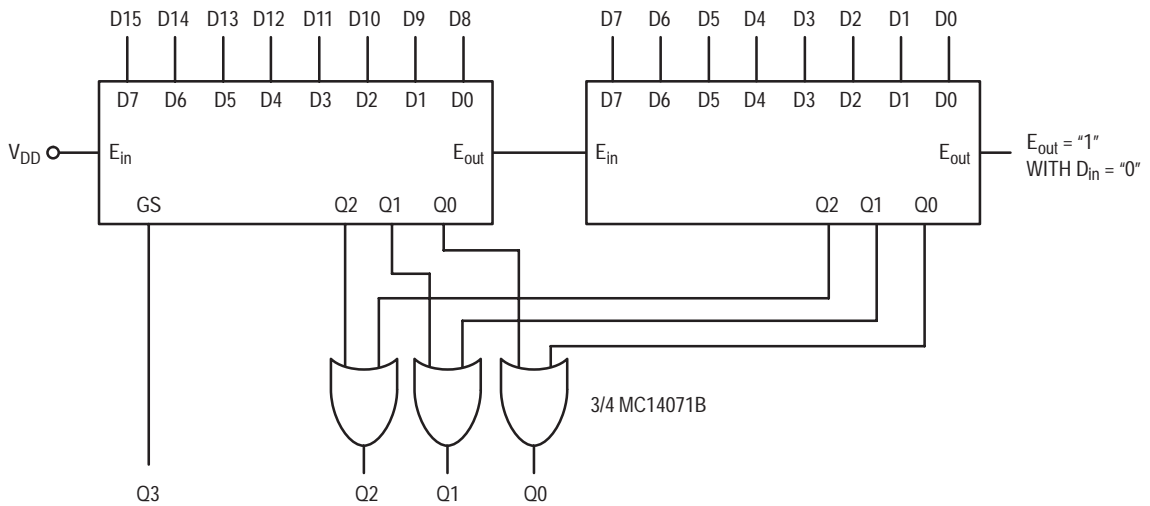 D15 D14 D13 D12 D11 D10 D9 D8 D7 D6 D5 D4 D3 D2 D1 D0
D7 D6 D5 D4 D3 D2 D1 D0 D7 D6 D5 D4 D3 D2 D1 D0
VDD Ein Eout Ein Eout Eout = “1”
WITH Din = “0”
GS Q2 Q1 Q0 Q2 Q1 Q0
3/4 MC14071B
Q3 Q2 Q1 Q0